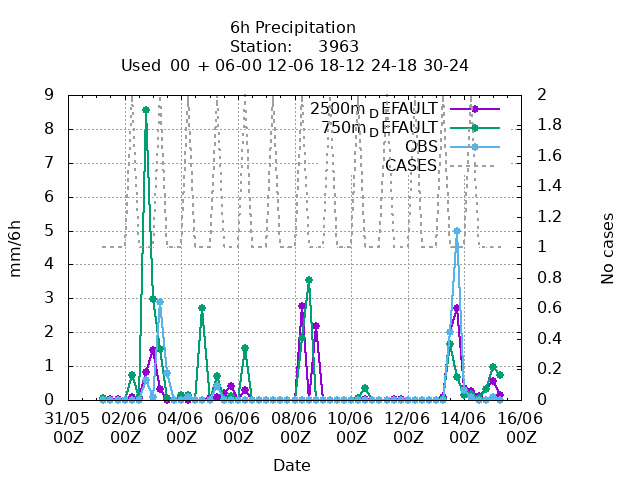 6h Precipitation
Station: 3963
Used 00 + 06-00 12-06 18-12 24-18 30-24
9
8
7
6
5
4
3
2
1
0
mm/6h
2500m DEFAULT
750m DEFAULT
OBS
CASES
2
1.8
1.6
1.4
1.2
1
0.8
0.6
0.4
0.2
0
No cases
31/05 02/06 04/06 06/06 08/06 10/06 12/06 14/06 16/06
00Z 00Z 00Z 00Z 00Z 00Z 00Z 00Z 00Z
Date